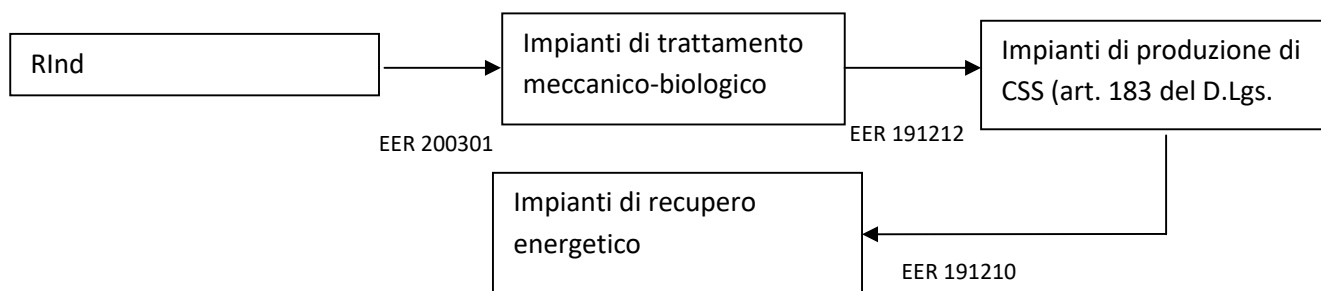 RInd
EER 200301
Impianti di trattamento
meccanico-biologico
EER 191212
Impianti di produzione di
CSS (art. 183 del D.Lgs.
EER 191210
Impianti di recupero
energetico